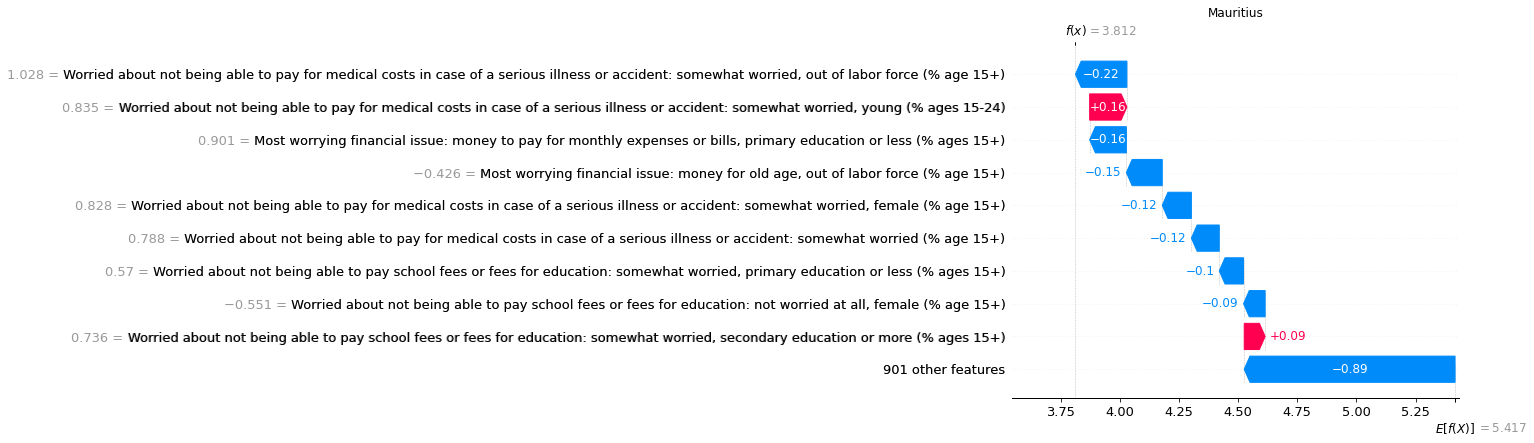 Mauritius
f(x) = 3.812
1.028 = Worried about not being able to pay for medical costs in case of a serious illness or accident: somewhat worried, out of labor force (% age 15+)
−0.22
0.835 = Worried about not being able to pay for medical costs in case of a serious illness or accident: somewhat worried, young (% ages 15-24)
+0.16
0.901 = Most worrying financial issue: money to pay for monthly expenses or bills, primary education or less (% ages 15+)
−0.16
−0.426 = Most worrying financial issue: money for old age, out of labor force (% age 15+)
−0.15
0.828 = Worried about not being able to pay for medical costs in case of a serious illness or accident: somewhat worried, female (% age 15+)
−0.12
0.788 = Worried about not being able to pay for medical costs in case of a serious illness or accident: somewhat worried (% ages 15+)
−0.12
0.57 = Worried about not being able to pay school fees or fees for education: somewhat worried, primary education or less (% ages 15+)
−0.1
−0.551 = Worried about not being able to pay school fees or fees for education: not worried at all, female (% age 15+)
−0.09
0.736 = Worried about not being able to pay school fees or fees for education: somewhat worried, secondary education or more (% ages 15+)
+0.09
901 other features
−0.89
3.75 4.00 4.25 4.50 4.75 5.00 5.25
E[f(X)] = 5.417